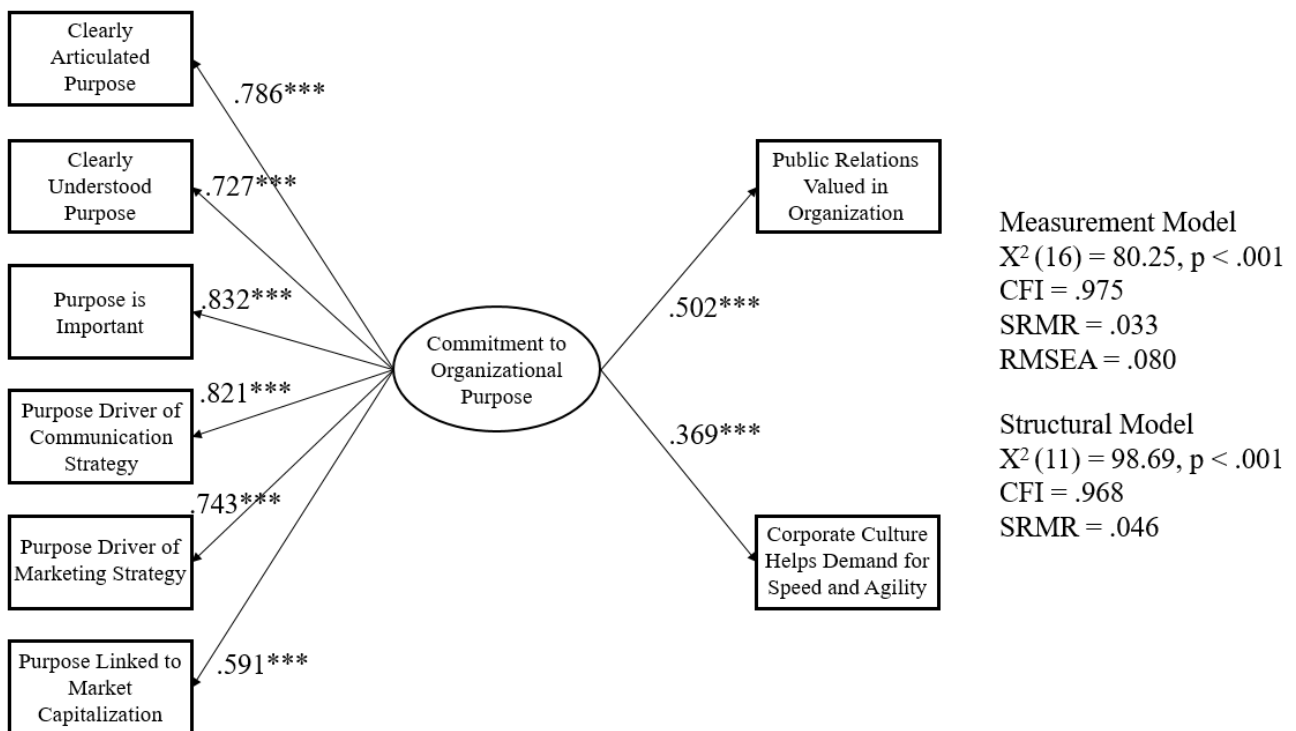 Clearly
Articulated
Purpose
.786***
Clearly
Understood
Purpose
.727***
Purpose is
Important
.832***
Purpose Driver of
Communication
Strategy
.821***
Purpose Driver of
Marketing Strategy
.743***
Purpose Linked to
Market
Capitalization
.591***
Commitment to
Organizational
Purpose
Public Relations
Valued in
Organization
.502***
.369***
Corporate Culture
Helps Demand for
Speed and Agility
Measurement Model
X² (16) = 80.25, p < .001
CFI = .975
SRMR = .033
RMSEA = .080
Structural Model
X² (11) = 98.69, p < .001
CFI = .968
SRMR = .046